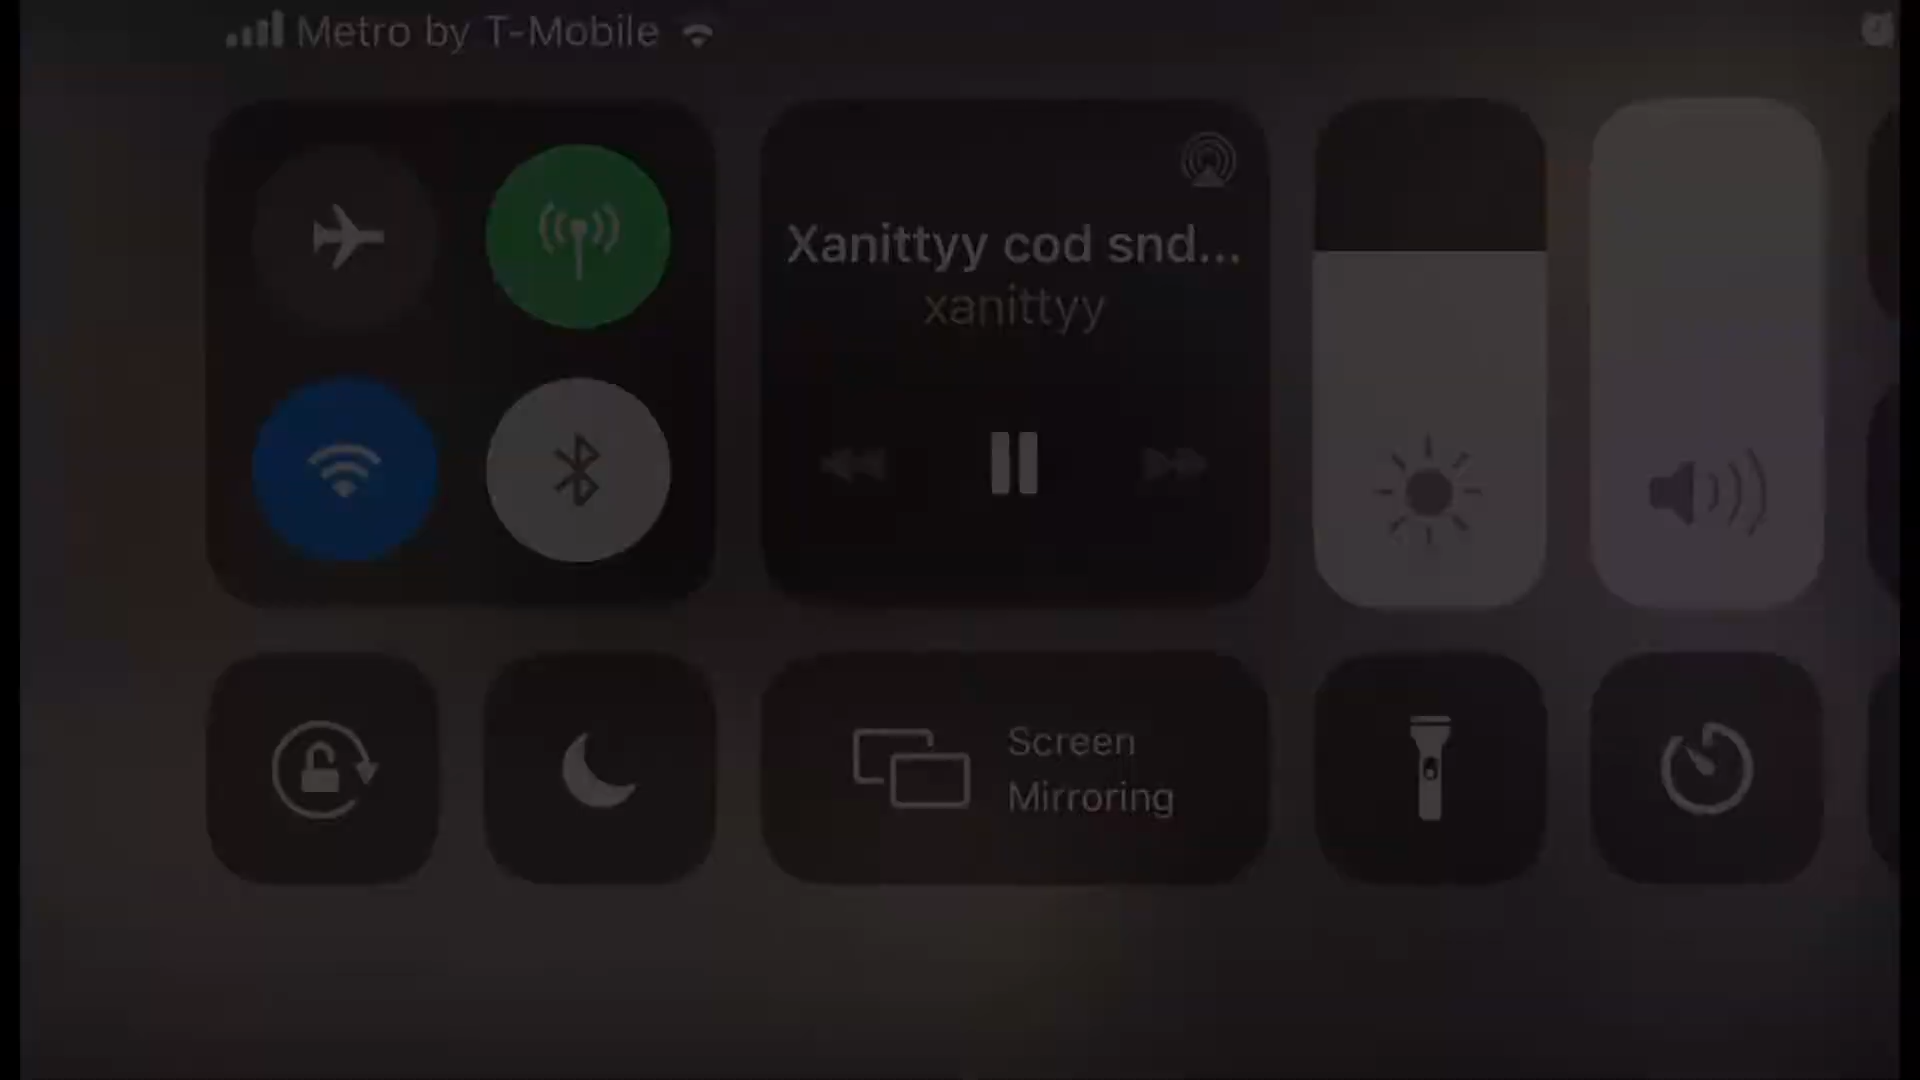 Metro by T-Mobile
Xanittyy cod snd...
xanittyy
Screen
Mirroring